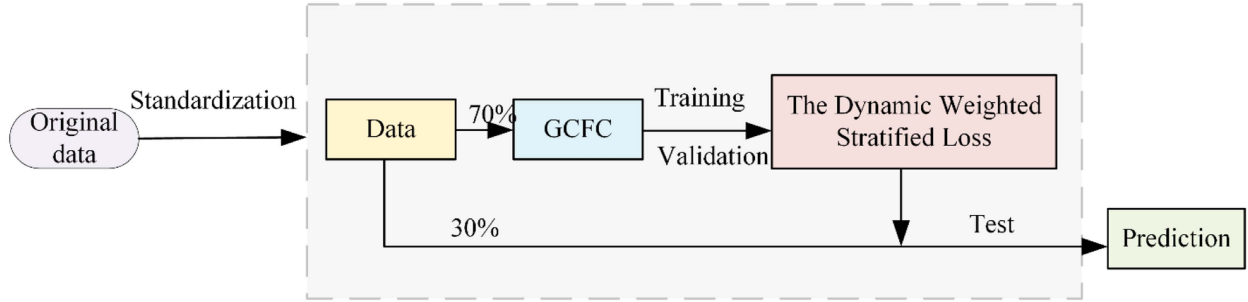 Original
data
Standardization
Data
70%
GCFC
Training
Validation
The Dynamic Weighted
Stratified Loss
30%
Test
Prediction